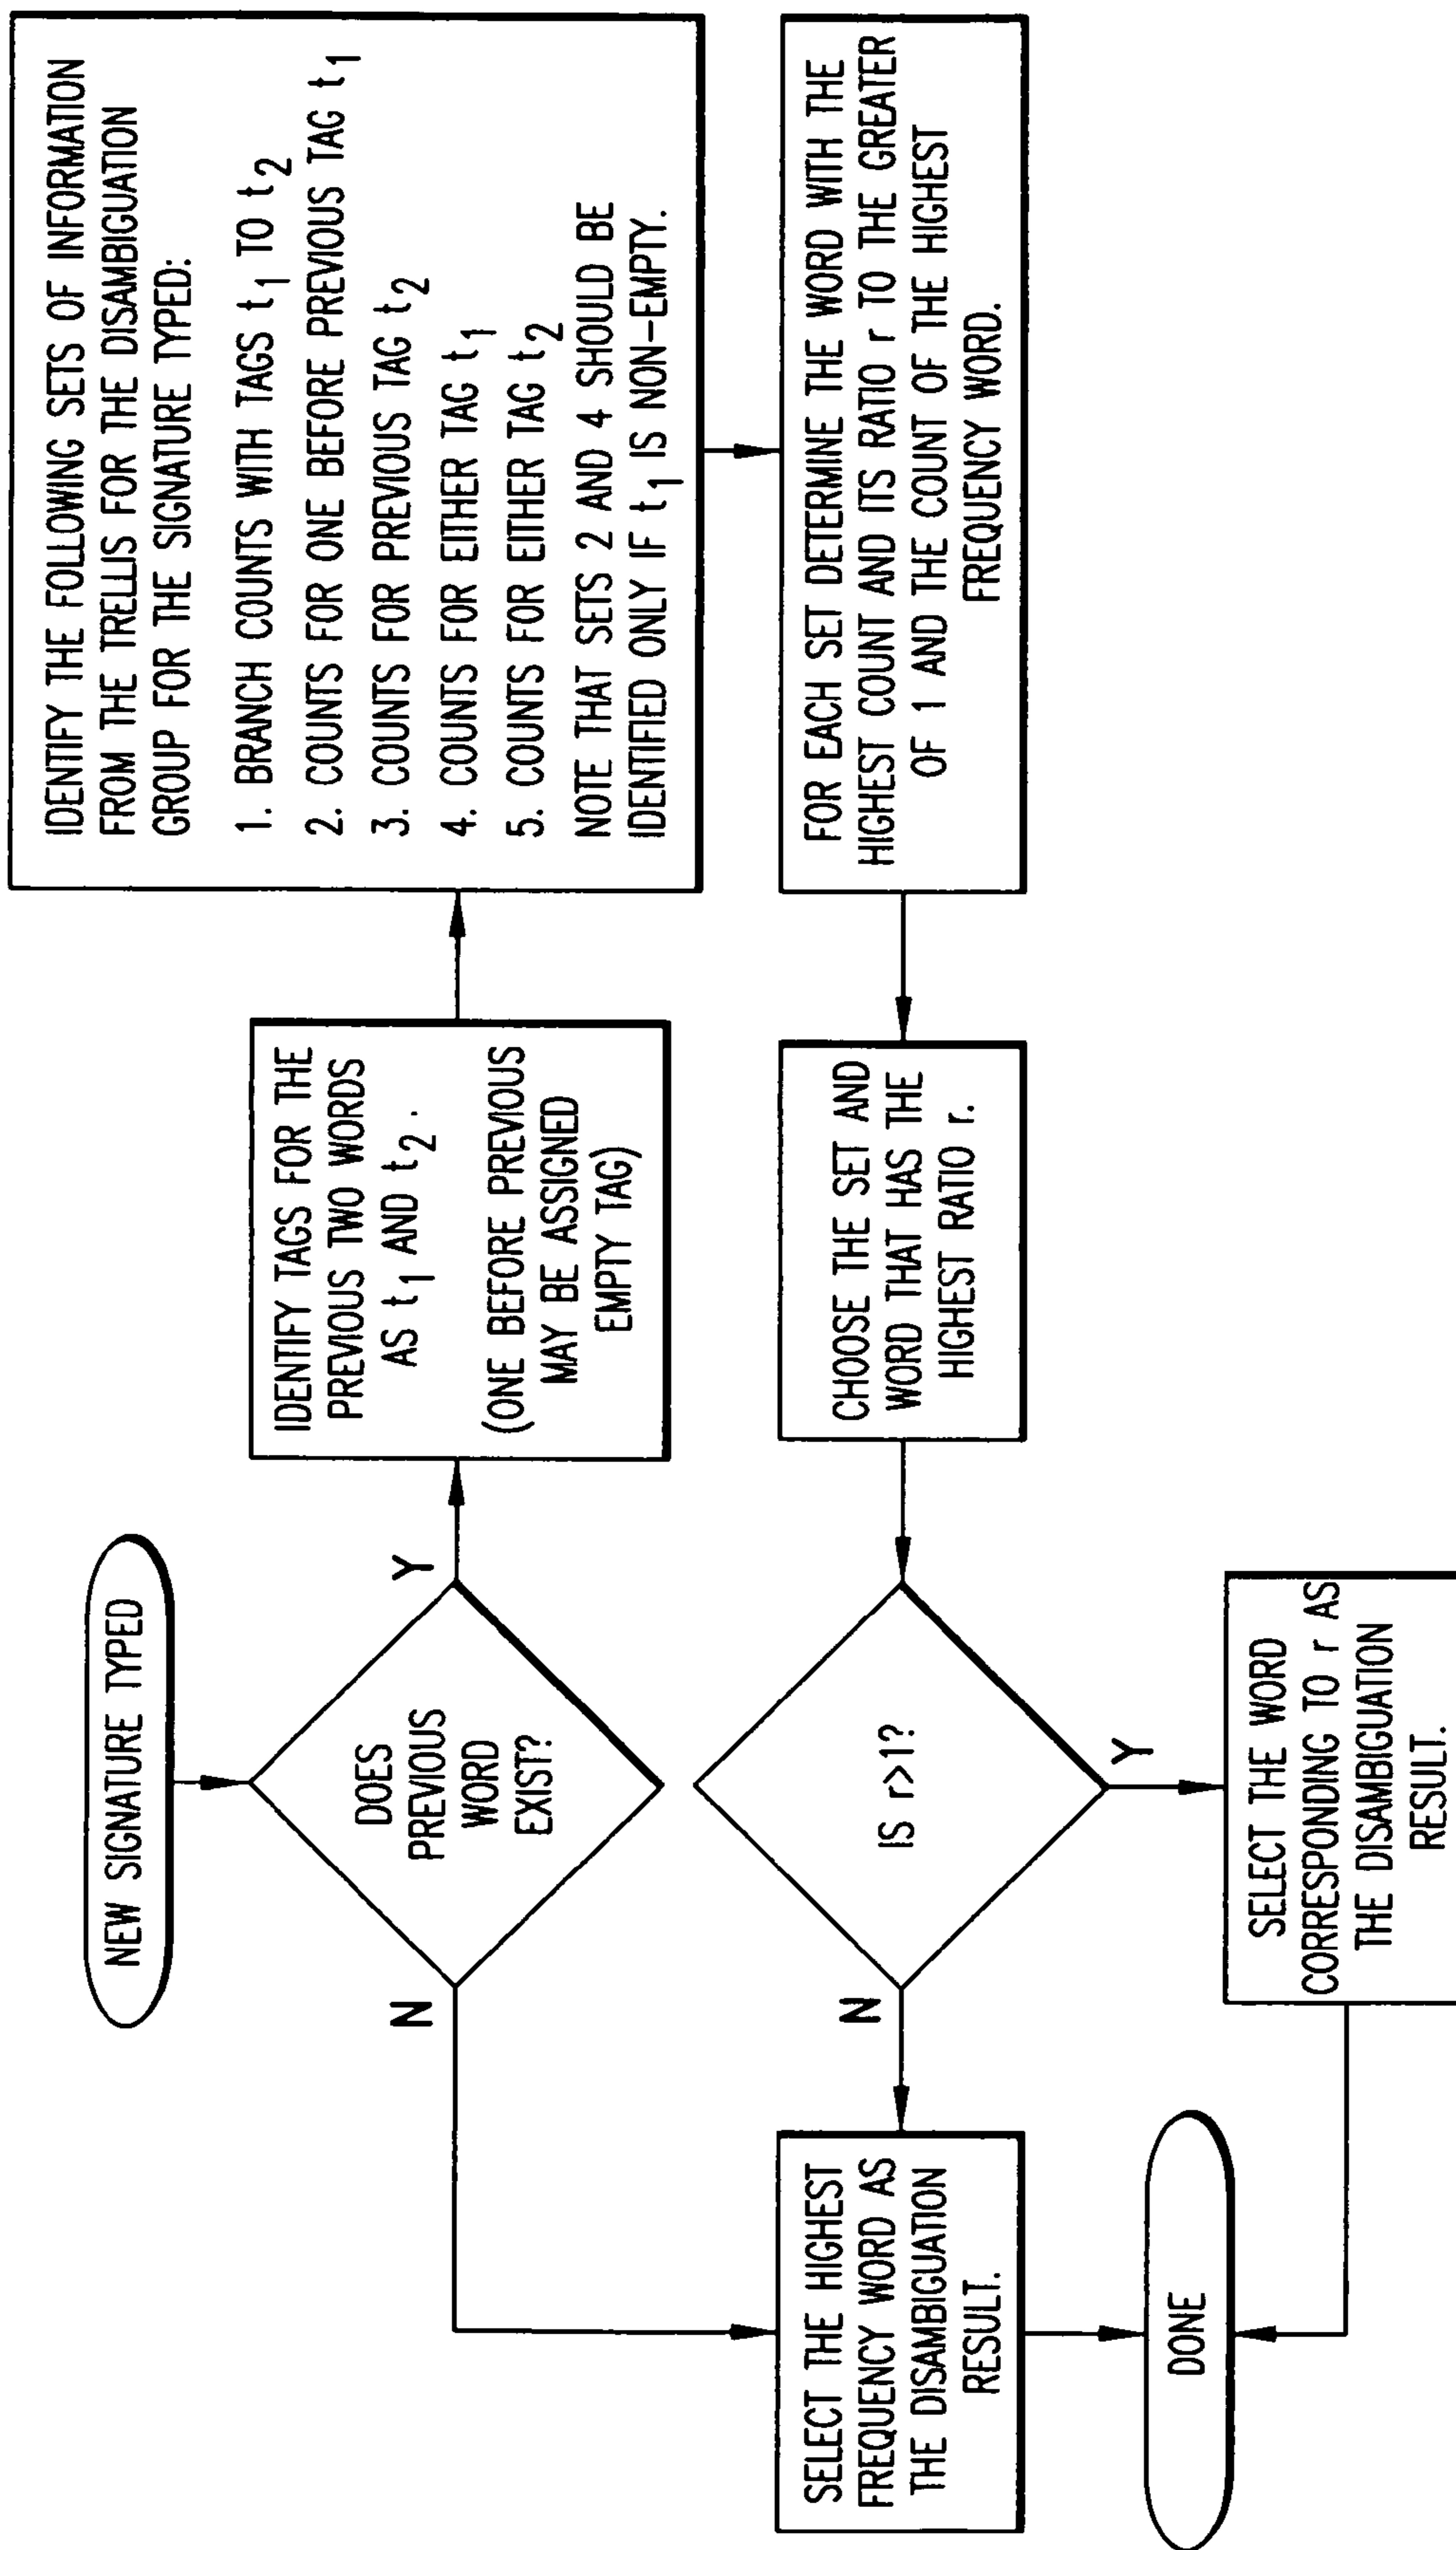 NEW SIGNATURE TYPED
DOES
PREVIOUS
WORD
EXIST?
Y
N
IDENTIFY TAGS FOR THE
PREVIOUS TWO WORDS
AS t1 AND t2.
(ONE BEFORE PREVIOUS
MAY BE ASSIGNED
EMPTY TAG)
IDENTIFY THE FOLLOWING SETS OF INFORMATION
FROM THE TRELLIS FOR THE DISAMBIGUATION
GROUP FOR THE SIGNATURE TYPED:
1. BRANCH COUNTS WITH TAGS t1 TO t2
2. COUNTS FOR ONE BEFORE PREVIOUS TAG t1
3. COUNTS FOR PREVIOUS TAG t2
4. COUNTS FOR EITHER TAG t1
5. COUNTS FOR EITHER TAG t2
NOTE THAT SETS 2 AND 4 SHOULD BE
IDENTIFIED ONLY IF t1 IS NON-EMPTY.
FOR EACH SET DETERMINE THE WORD WITH THE
HIGHEST COUNT AND ITS RATIO r TO THE GREATER
OF 1 AND THE COUNT OF THE HIGHEST
FREQUENCY WORD.
CHOOSE THE SET AND
WORD THAT HAS THE
HIGHEST RATIO r.
IS r>1?
N
Y
SELECT THE HIGHEST
FREQUENCY WORD AS
THE DISAMBIGUATION
RESULT.
SELECT THE WORD
CORRESPONDING TO r AS
THE DISAMBIGUATION
RESULT.
DONE